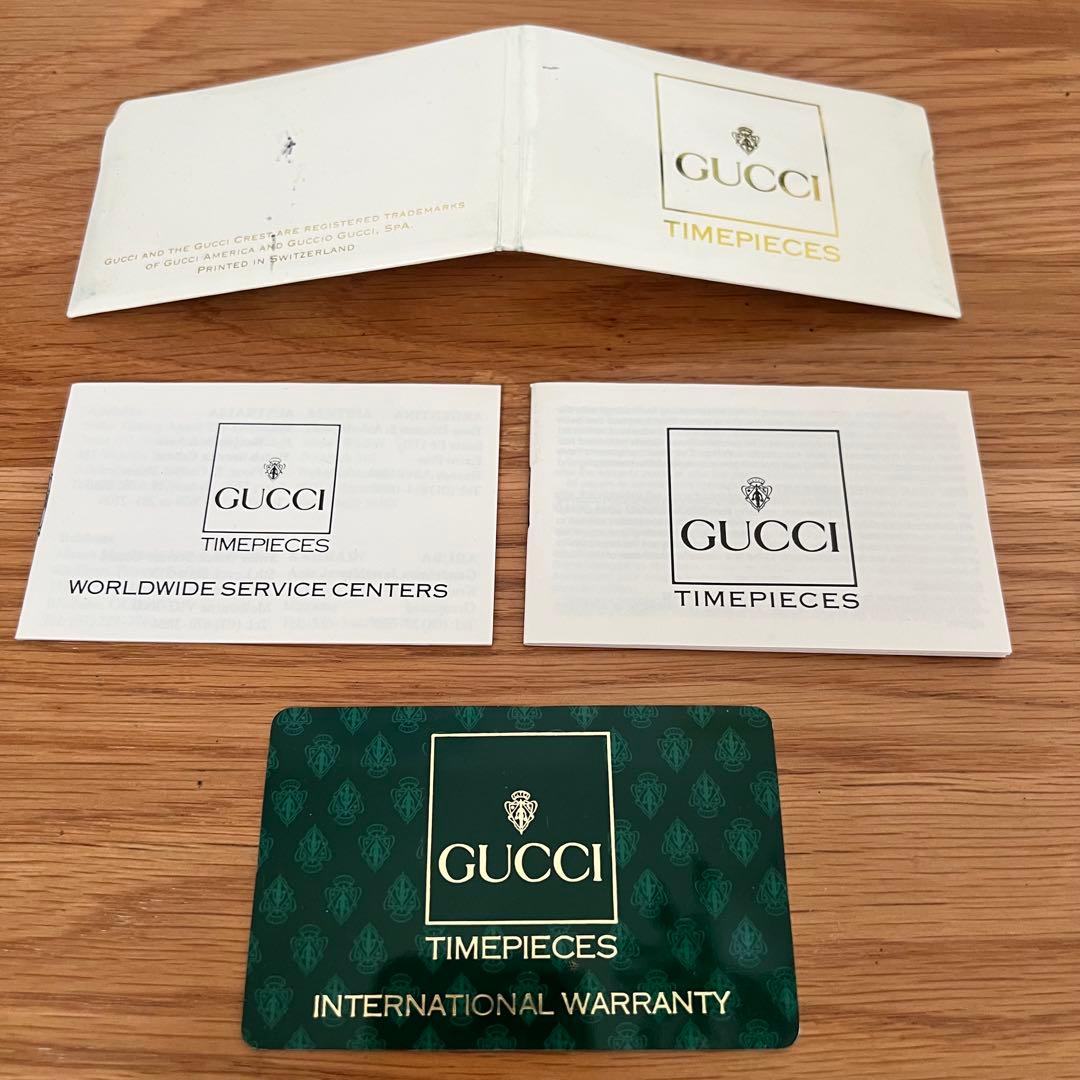 GUCCI AND THE GUCCI CREST ARE REGISTERED TRADEMARKS
OF GUCCI AMERICA AND GUCCIO GUCCI, SPA.
PRINTED IN SWITZERLAND
GUCCI
TIMEPIECES
GUCCI
TIMEPIECES
WORLDWIDE SERVICE CENTERS
GUCCI
TIMEPIECES
GUCCI
TIMEPIECES
INTERNATIONAL WARRANTY